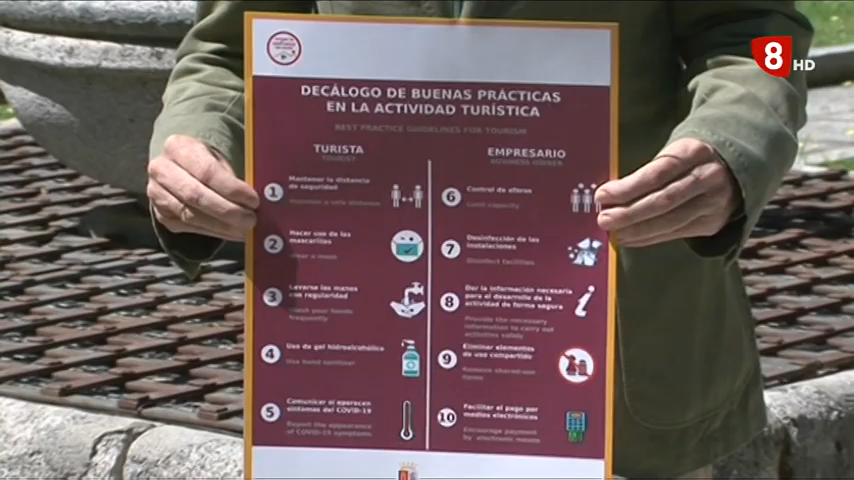 8 HD
DECÁLOGO DE BUENAS PRÁCTICAS
EN LA ACTIVIDAD TURÍSTICA
BEST PRACTICE GUIDELINES FOR TOURISM
TURISTA
TOURIST
1
Mantener la distancia
de seguridad
Maintain a safe distance
2
Hacer uso de las
mascarillas
Wear a mask
3
Lavarse las manos
con regularidad
Wash your hands
frequently
4
Uso de gel hidroalcohólico
Use hand sanitizer
5
Comunicar si aparecen
síntomas del COVID-19
Report the appearance
of COVID-19 symptoms
EMPRESARIO
BUSINESS OWNER
6
Control de aforos
Limit capacity
7
Desinfección de las
instalaciones
Disinfect facilities
8
Dar la información necesaria
para el desarrollo de la
actividad de forma segura
Provide the necessary
information to carry out
activities safely
9
Eliminar elementos
de uso compartido
Remove shared-use
items
10
Facilitar el pago por
medios electrónicos
Encourage payment
by electronic means